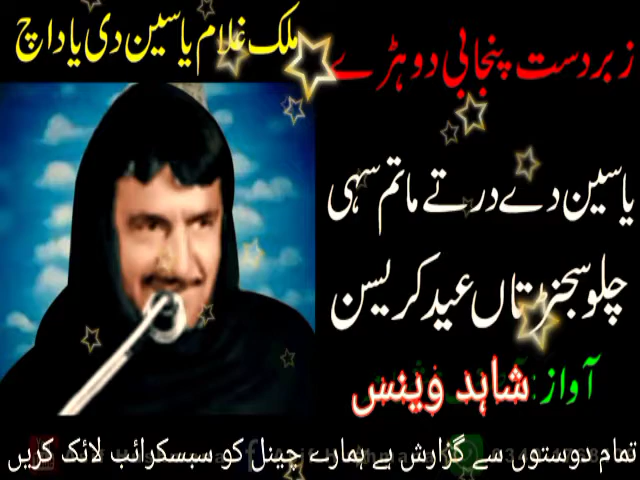 ملک غلام یاسین دی یاد اچ
زبردست پنجابی دوہڑے
یاسین دے در تے ماتم سہی
چلو سجنڑ تاں عید کریسن
آواز: شاہد وینس
تمام دوستوں سے گزارش ہے ہمارے چینل کو سبسکرائب لائک کریں